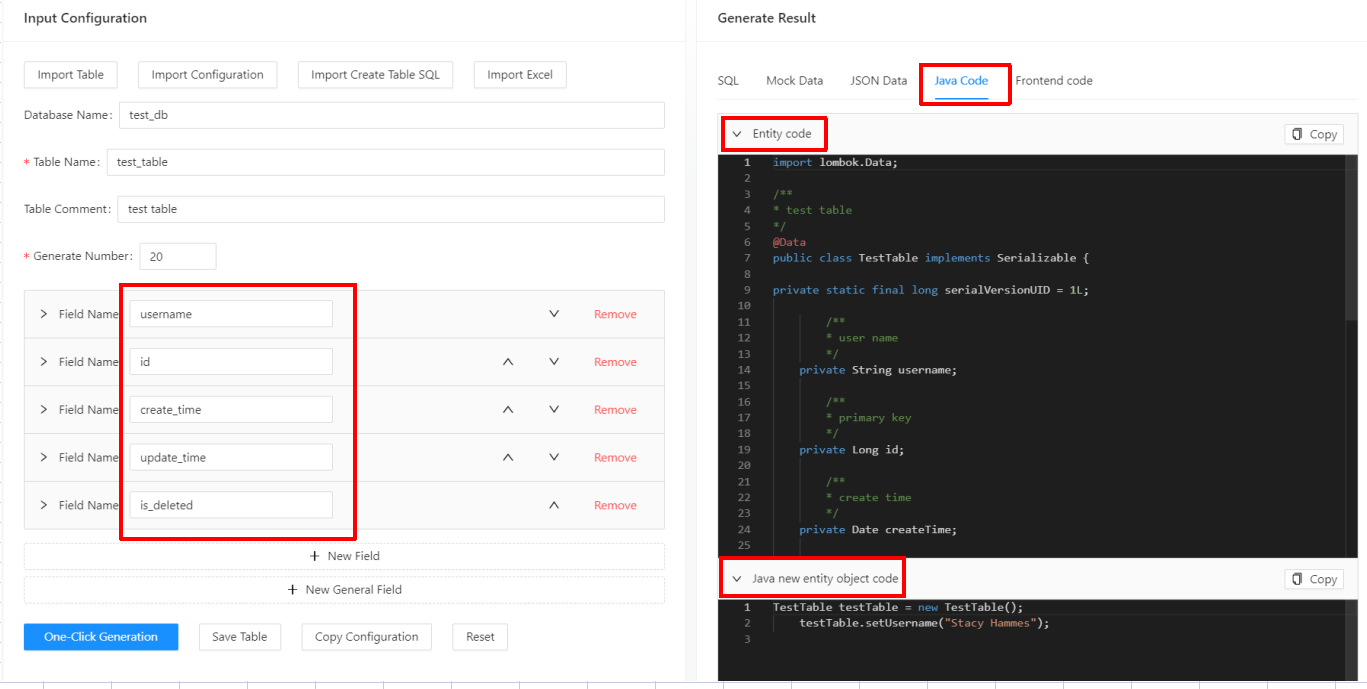 Input Configuration
Import Table Import Configuration Import Create Table SQL Import Excel
Database Name: test_db
* Table Name: test_table
Table Comment: test table
* Generate Number: 20
Field Name username Remove
Field Name id Remove
Field Name create_time Remove
Field Name update_time Remove
Field Name is_deleted Remove
+ New Field
+ New General Field
One-Click Generation Save Table Copy Configuration Reset
Generate Result
SQL Mock Data JSON Data Java Code Frontend code
Entity code Copy
1 import lombok.Data;
2
3 /**
4 * test table
5 */
6 @Data
7 public class TestTable implements Serializable {
8
9 private static final long serialVersionUID = 1L;
10
11 /**
12 * user name
13 */
14 private String username;
15
16 /**
17 * primary key
18 */
19 private Long id;
20
21 /**
22 * create time
23 */
24 private Date createTime;
25
Java new entity object code Copy
1 TestTable testTable = new TestTable();
2 testTable.setUsername("Stacy Hammes");
3